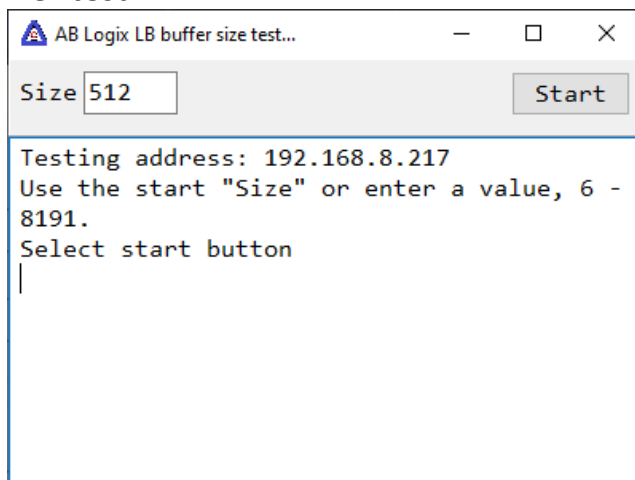 AB Logix LB buffer size test...
Size 512 Start
Testing address: 192.168.8.217
Use the start "Size" or enter a value, 6 -
8191.
Select start button